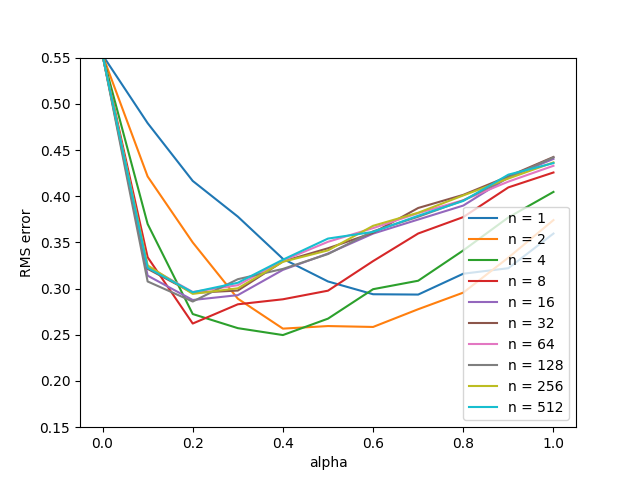 0.55
0.50
0.45
0.40
0.35
0.30
0.25
0.20
0.15
RMS error
n = 1
n = 2
n = 4
n = 8
n = 16
n = 32
n = 64
n = 128
n = 256
n = 512
0.0 0.2 0.4 0.6 0.8 1.0
alpha